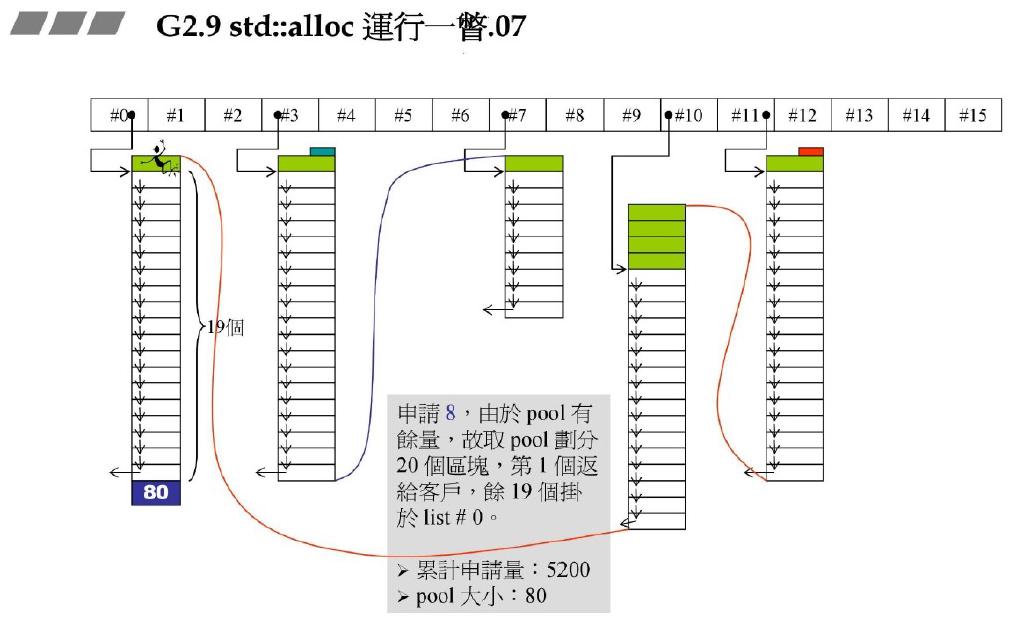 G2.9 std::alloc 運行一瞥.07
#0 #1 #2 #3 #4 #5 #6 #7 #8 #9 #10 #11 #12 #13 #14 #15
19個
80
申請 8，由於 pool 有
餘量，故取 pool 劃分
20 個區塊，第 1 個返
給客戶，餘 19 個掛
於 list # 0。
➢ 累計申請量：5200
➢ pool 大小：80